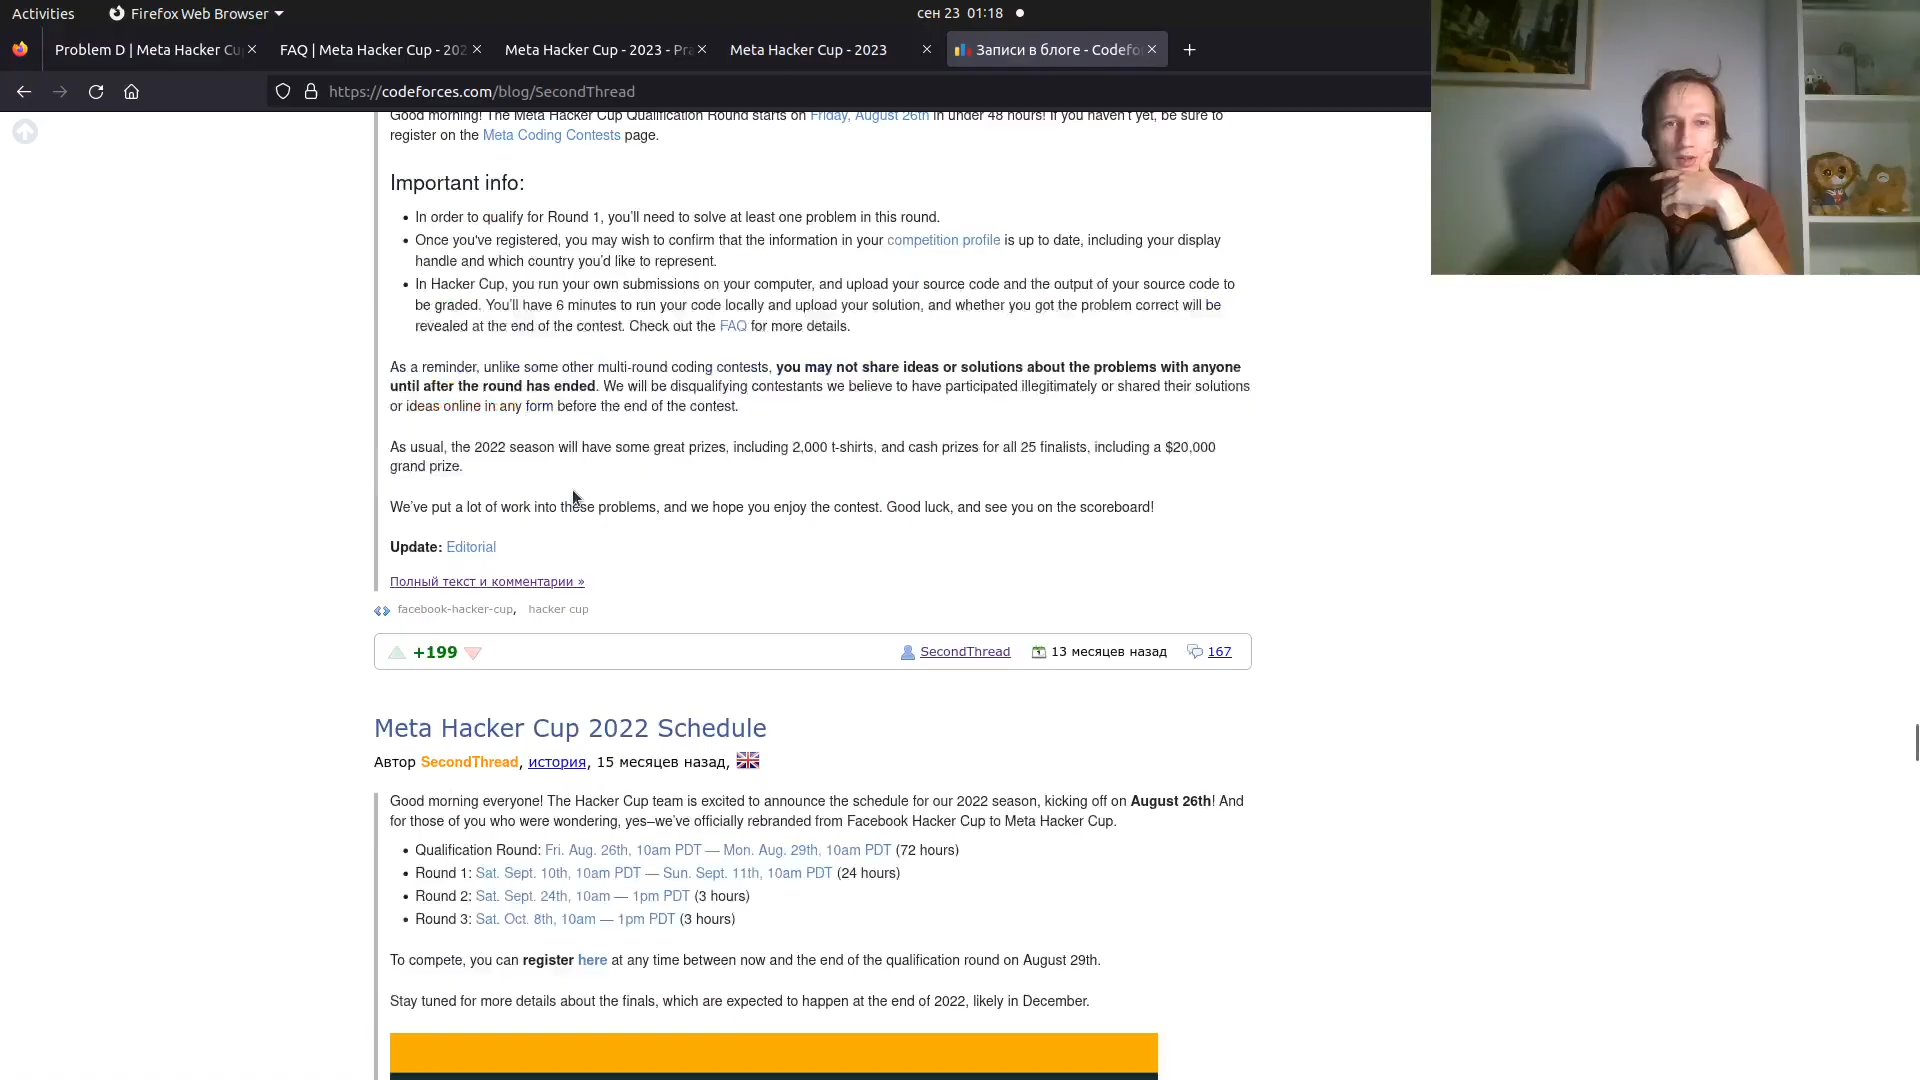 Activities
Firefox Web Browser
сен 23 01:18
Problem D | Meta Hacker Cu
FAQ | Meta Hacker Cup - 202
Meta Hacker Cup - 2023 - Pra
Meta Hacker Cup - 2023
Записи в блоге - Codefo
https://codeforces.com/blog/SecondThread
Good morning! The Meta Hacker Cup Qualification Round starts on Friday, August 26th in under 48 hours! If you haven't yet, be sure to
register on the Meta Coding Contests page.
Important info:
In order to qualify for Round 1, you'll need to solve at least one problem in this round.
Once you've registered, you may wish to confirm that the information in your competition profile is up to date, including your display
handle and which country you'd like to represent.
In Hacker Cup, you run your own submissions on your computer, and upload your source code and the output of your source code to
be graded. You'll have 6 minutes to run your code locally and upload your solution, and whether you got the problem correct will be
revealed at the end of the contest. Check out the FAQ for more details.
As a reminder, unlike some other multi-round coding contests, you may not share ideas or solutions about the problems with anyone
until after the round has ended. We will be disqualifying contestants we believe to have participated illegitimately or shared their solutions
or ideas online in any form before the end of the contest.
As usual, the 2022 season will have some great prizes, including 2,000 t-shirts, and cash prizes for all 25 finalists, including a $20,000
grand prize.
We've put a lot of work into these problems, and we hope you enjoy the contest. Good luck, and see you on the scoreboard!
Update: Editorial
Полный текст и комментарии »
facebook-hacker-cup, hacker cup
+199 SecondThread 13 месяцев назад 167
Meta Hacker Cup 2022 Schedule
Автор SecondThread, история, 15 месяцев назад,
Good morning everyone! The Hacker Cup team is excited to announce the schedule for our 2022 season, kicking off on August 26th! And
for those of you who were wondering, yes–we've officially rebranded from Facebook Hacker Cup to Meta Hacker Cup.
Qualification Round: Fri. Aug. 26th, 10am PDT — Mon. Aug. 29th, 10am PDT (72 hours)
Round 1: Sat. Sept. 10th, 10am PDT — Sun. Sept. 11th, 10am PDT (24 hours)
Round 2: Sat. Sept. 24th, 10am — 1pm PDT (3 hours)
Round 3: Sat. Oct. 8th, 10am — 1pm PDT (3 hours)
To compete, you can register here at any time between now and the end of the qualification round on August 29th.
Stay tuned for more details about the finals, which are expected to happen at the end of 2022, likely in December.